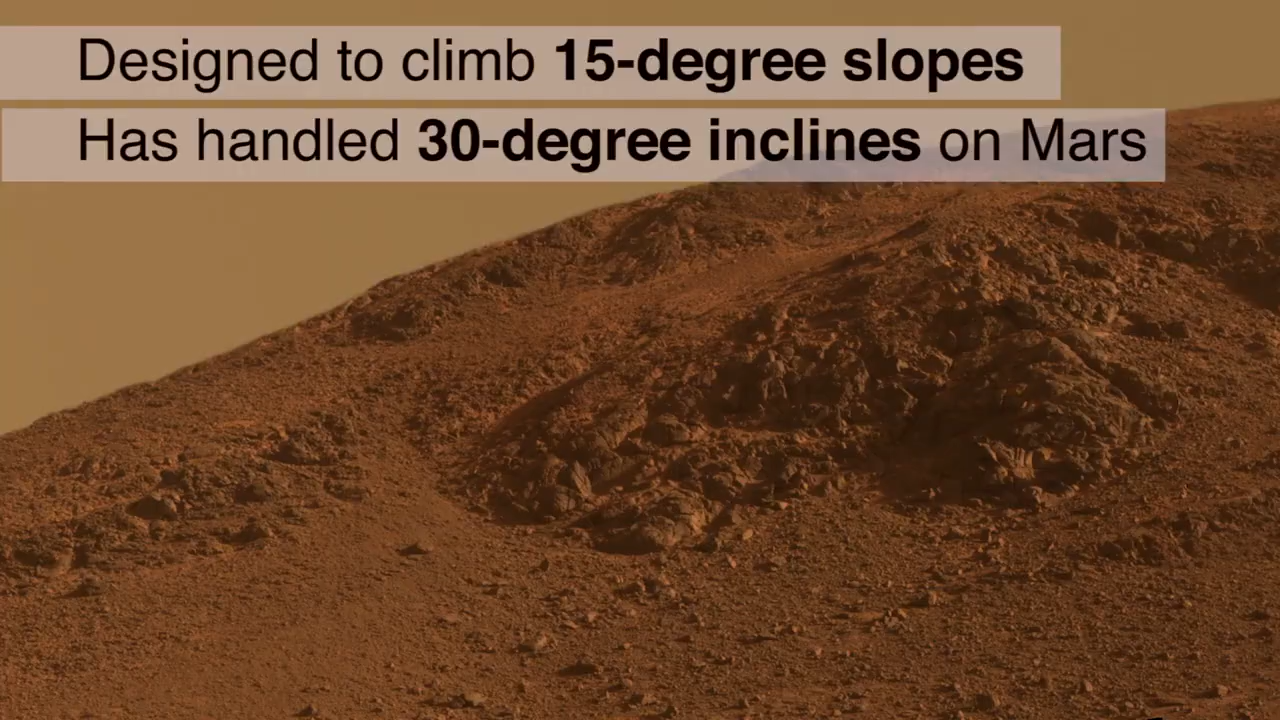 Designed to climb 15-degree slopes
Has handled 30-degree inclines on Mars